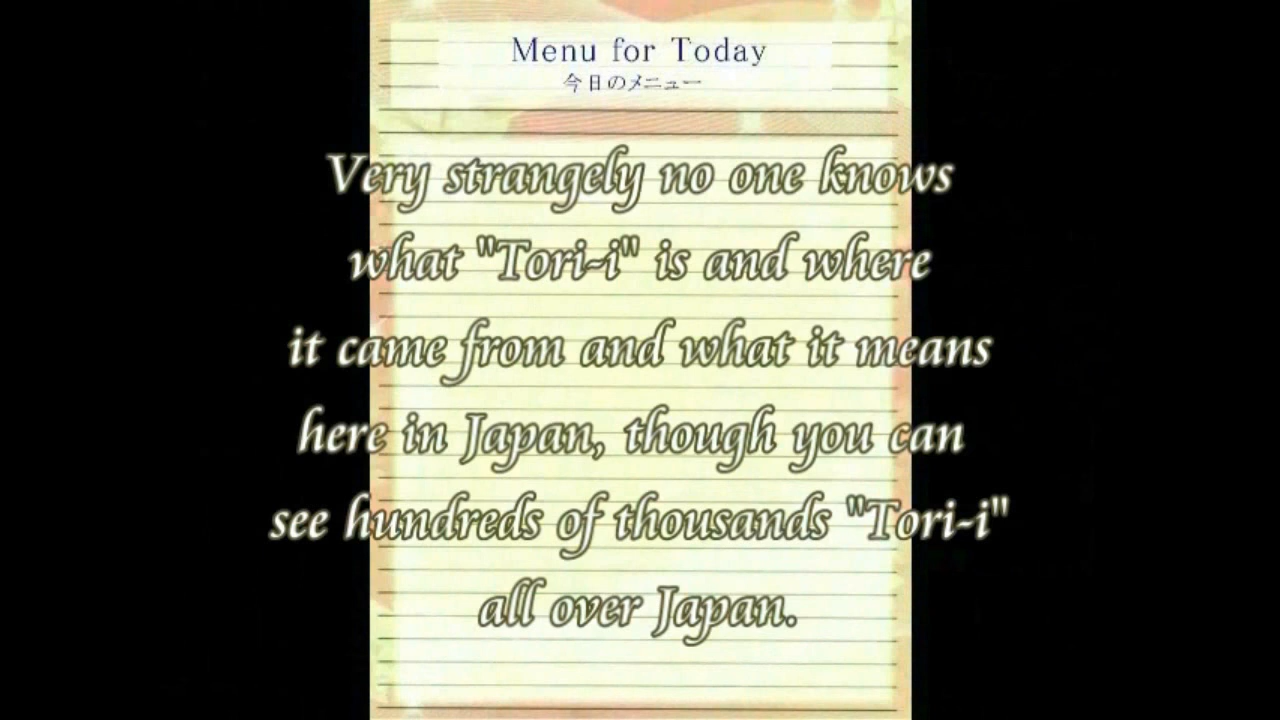 Menu for Today
今日のメニュー
Very strangely no one knows
what "Tori-i" is and where
it came from and what it means
here in Japan, though you can
see hundreds of thousands "Tori-i"
all over Japan.